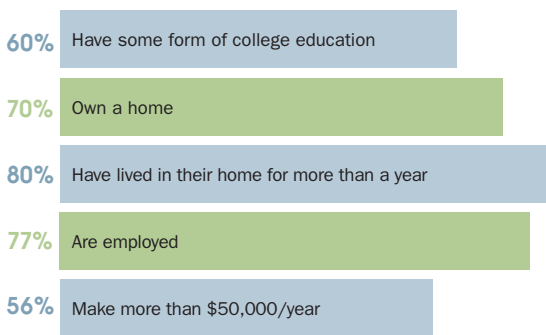 60% Have some form of college education
70% Own a home
80% Have lived in their home for more than a year
77% Are employed
56% Make more than $50,000/year